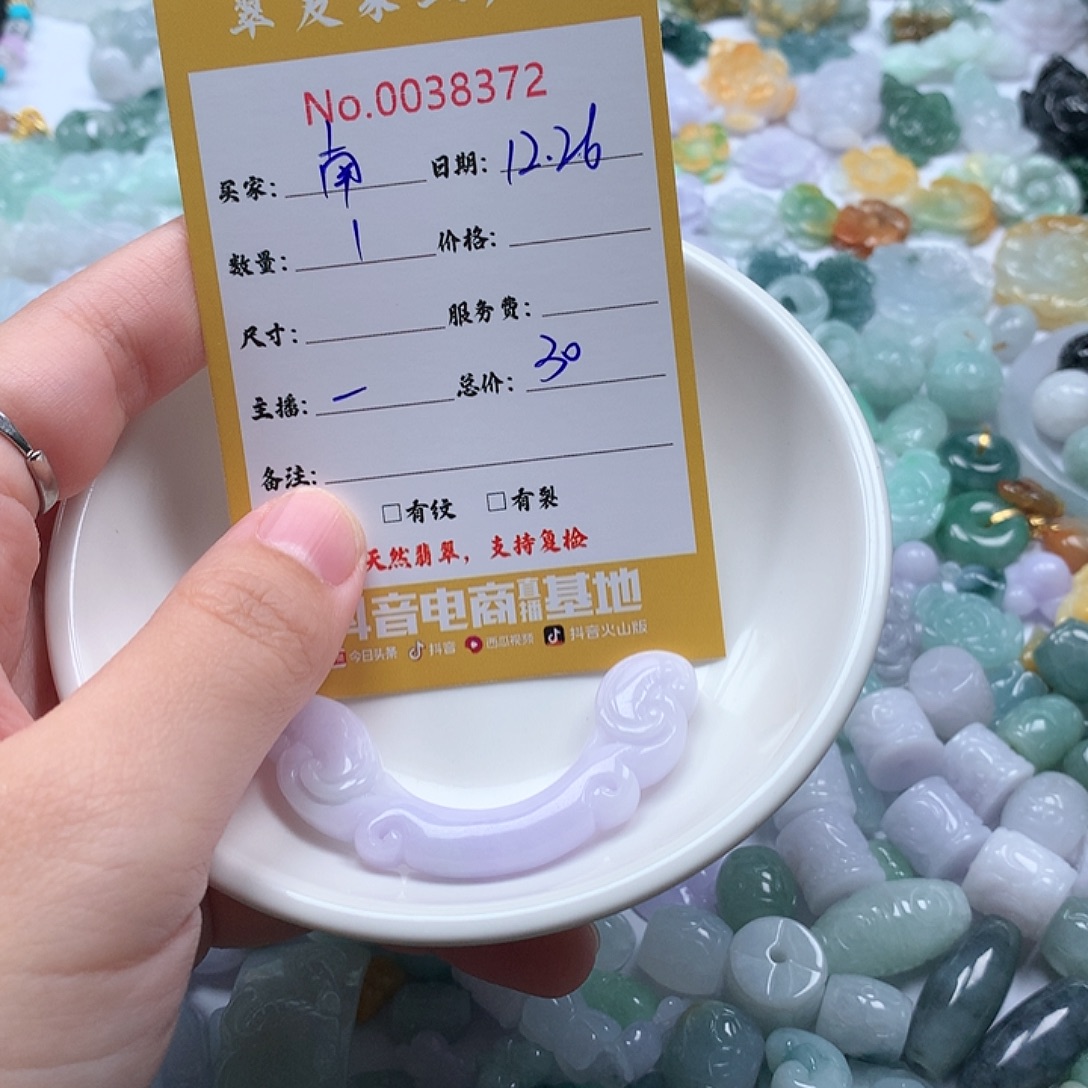 No.0038372
买家: 南 日期: 12.26
数量: 1 价格:
尺寸: 服务费:
主播: 一 总价: 30
备注:
□有纹 □有裂
天然翡翠，支持复检
抖音电商直播基地
今日头条 抖音 西瓜视频 抖音火山版